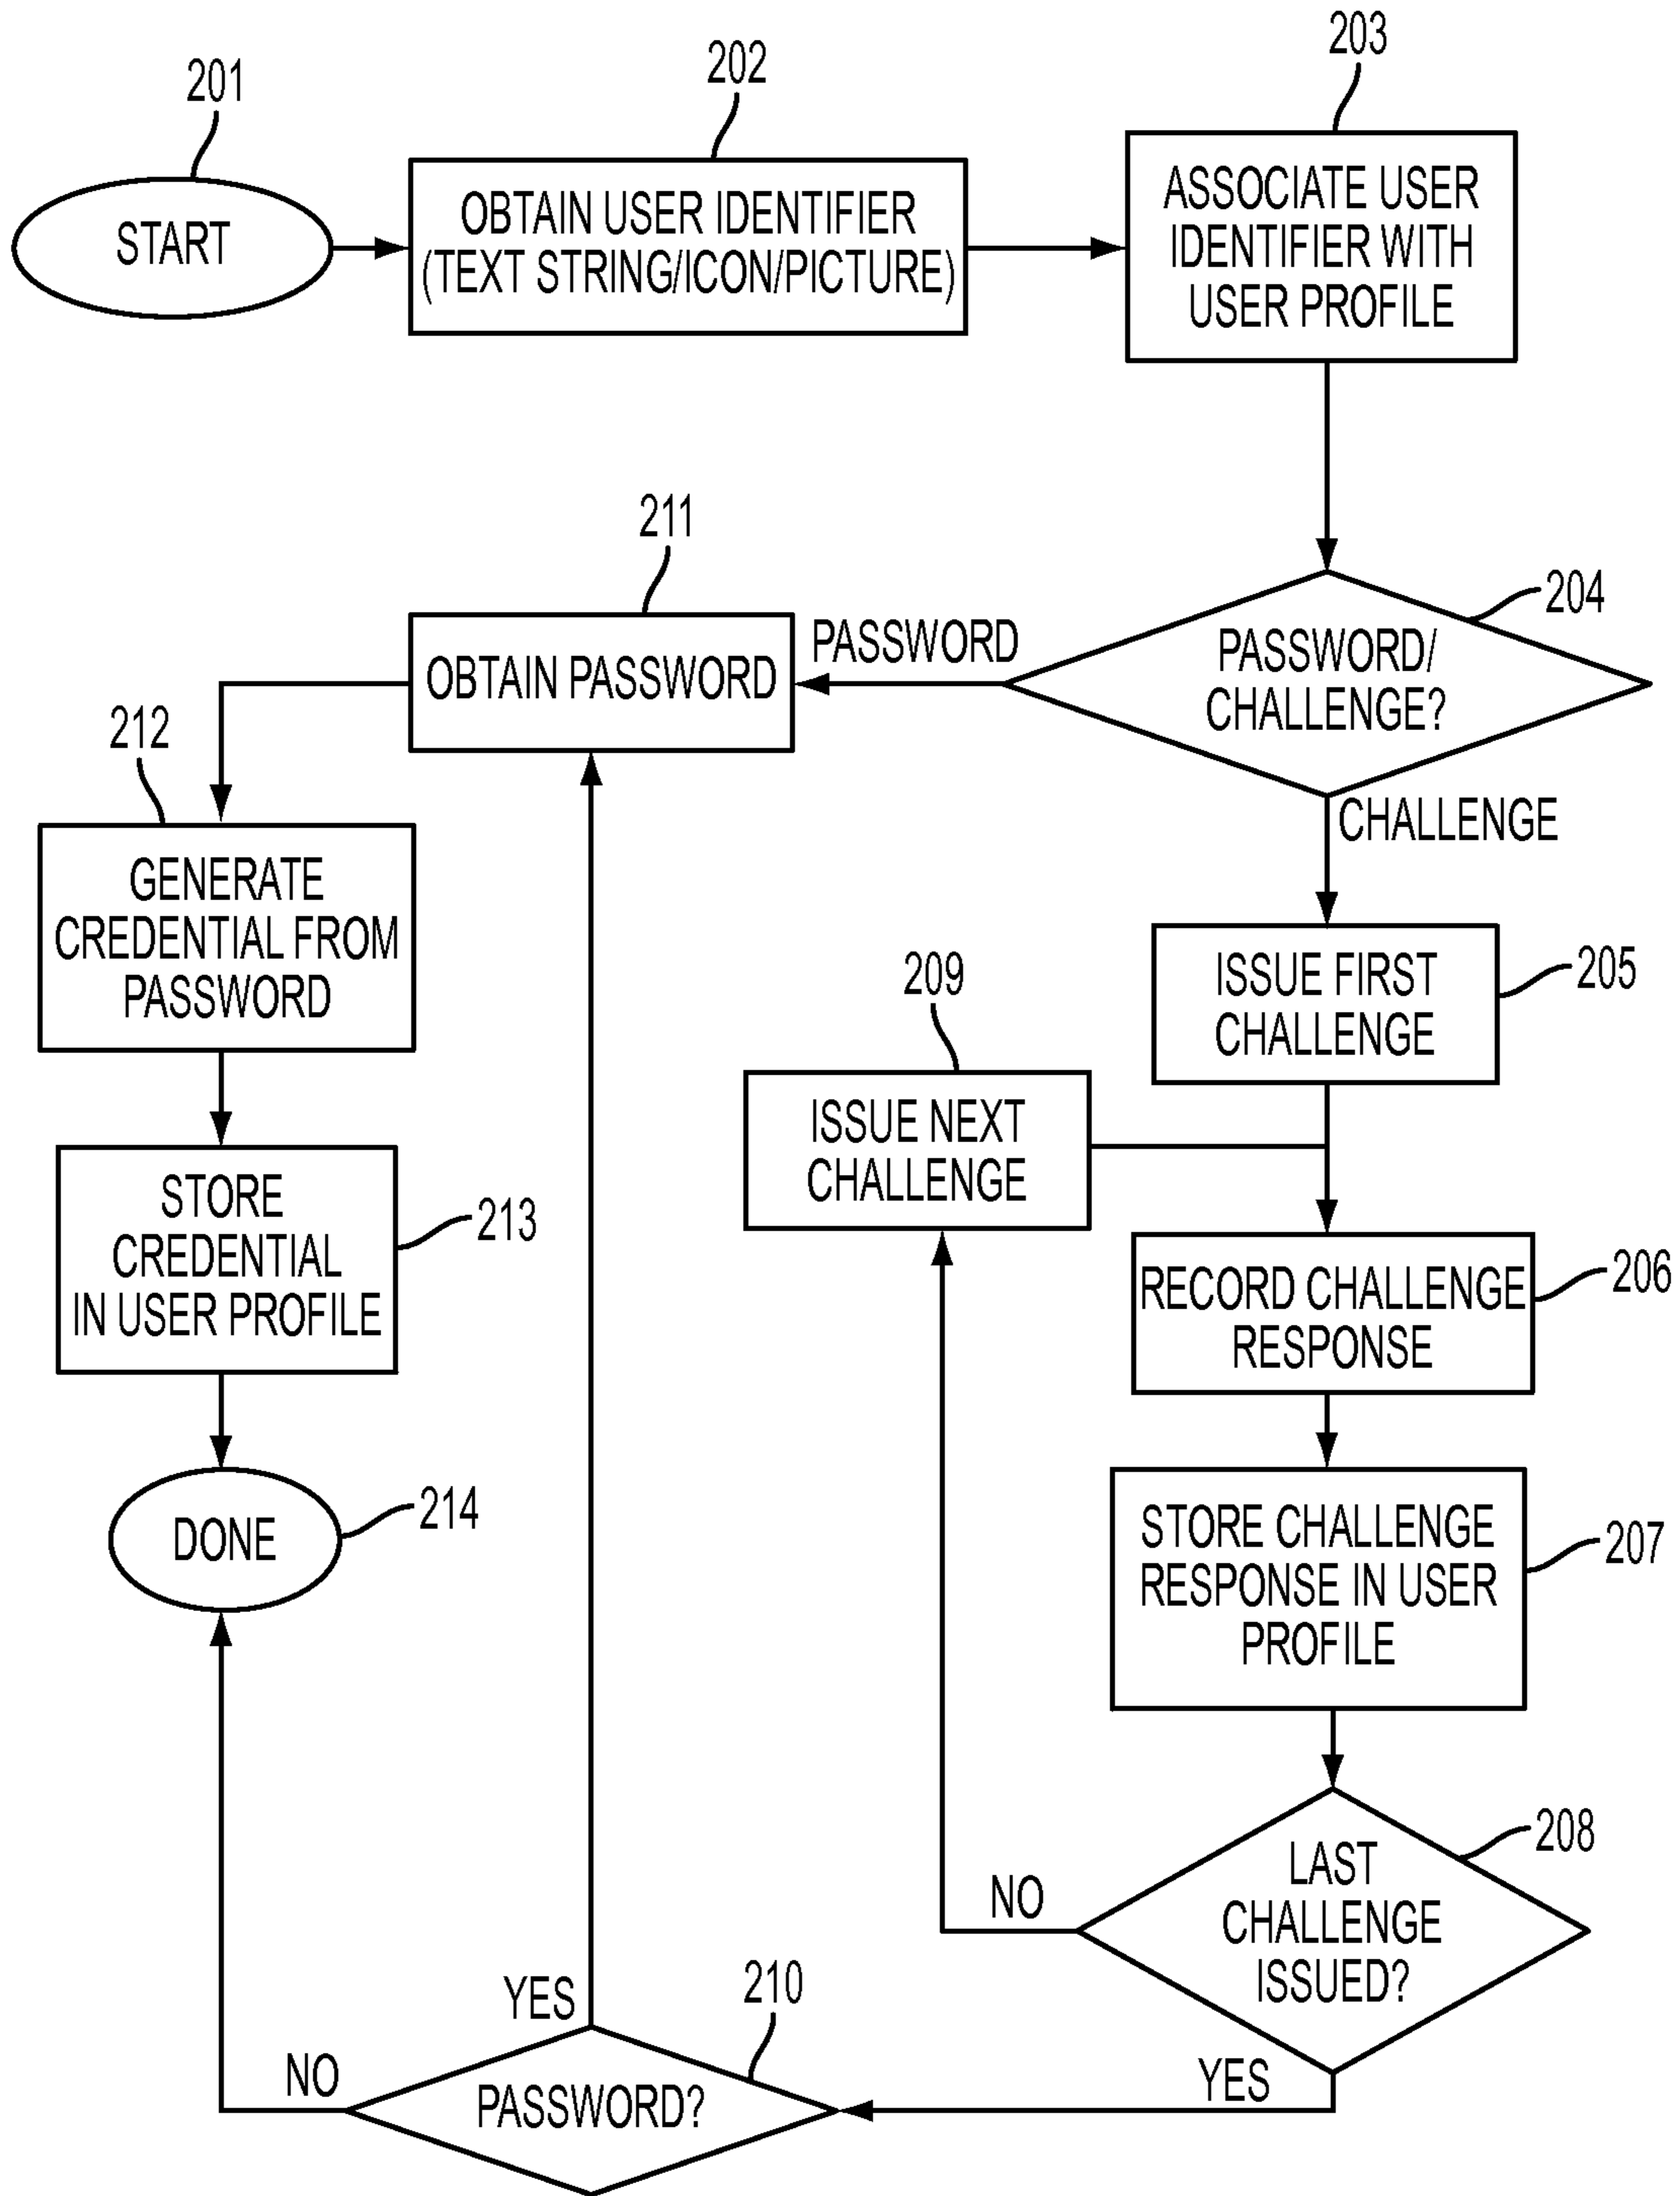 201
START
202
OBTAIN USER IDENTIFIER
(TEXT STRING/ICON/PICTURE)
203
ASSOCIATE USER
IDENTIFIER WITH
USER PROFILE
204
PASSWORD/
CHALLENGE?
PASSWORD
CHALLENGE
211
OBTAIN PASSWORD
212
GENERATE
CREDENTIAL FROM
PASSWORD
213
STORE
CREDENTIAL
IN USER PROFILE
214
DONE
205
ISSUE FIRST
CHALLENGE
209
ISSUE NEXT
CHALLENGE
206
RECORD CHALLENGE
RESPONSE
207
STORE CHALLENGE
RESPONSE IN USER
PROFILE
208
LAST
CHALLENGE
ISSUED?
NO
YES
210
PASSWORD?
YES
NO